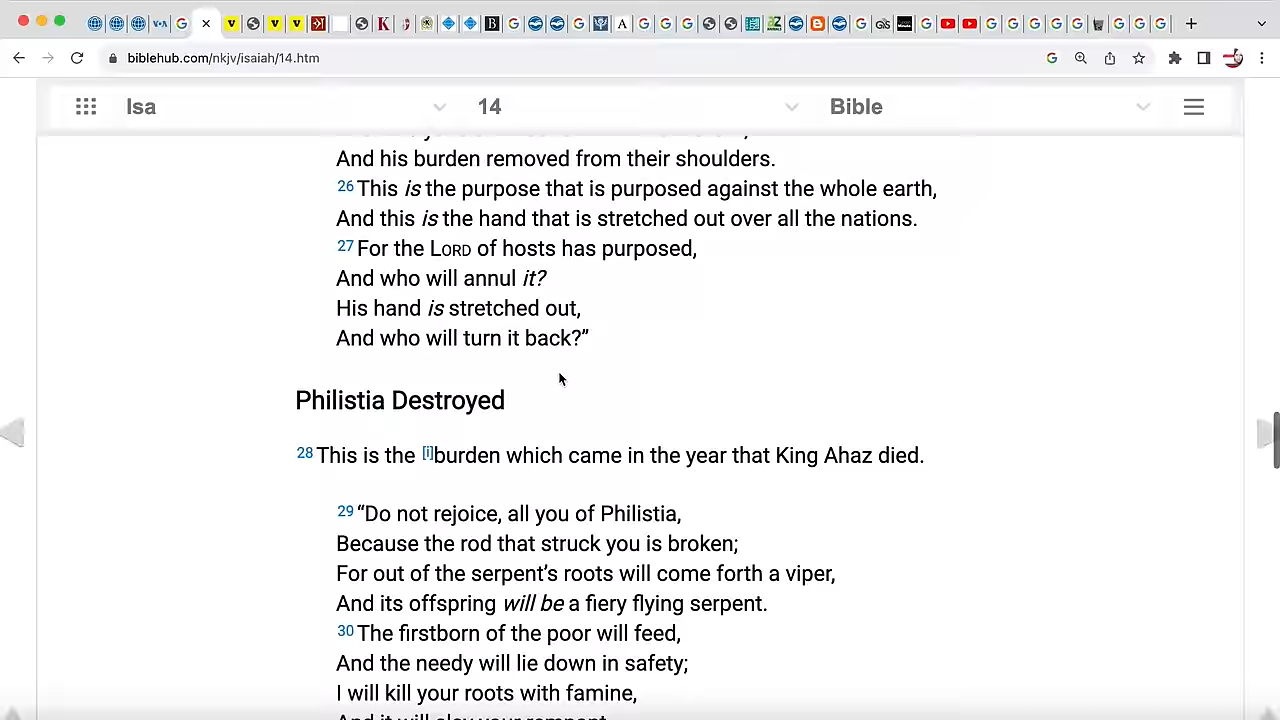 biblehub.com/nkjv/isaiah/14.htm
Isa 14 Bible
And his burden removed from their shoulders.
26 This is the purpose that is purposed against the whole earth,
And this is the hand that is stretched out over all the nations.
27 For the LORD of hosts has purposed,
And who will annul it?
His hand is stretched out,
And who will turn it back?”
Philistia Destroyed
28 This is the [i]burden which came in the year that King Ahaz died.
29 “Do not rejoice, all you of Philistia,
Because the rod that struck you is broken;
For out of the serpent’s roots will come forth a viper,
And its offspring will be a fiery flying serpent.
30 The firstborn of the poor will feed,
And the needy will lie down in safety;
I will kill your roots with famine,
And it will slay your remnant